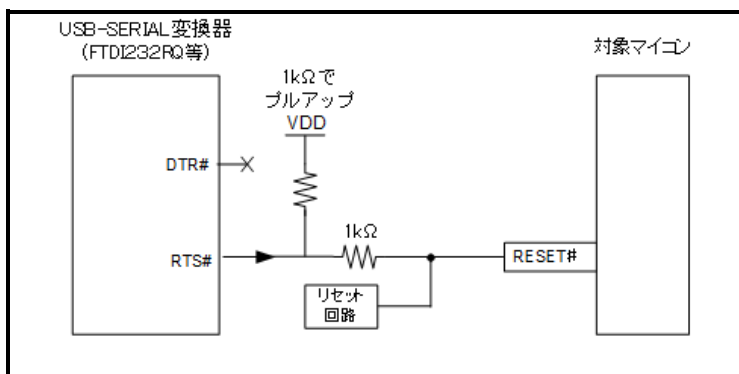 USB-SERIAL変換器
(FTDI232RQ等)
対象マイコン
1kΩで
プルアップ
VDD
DTR#
1kΩ
RTS#
RESET#
リセット
回路